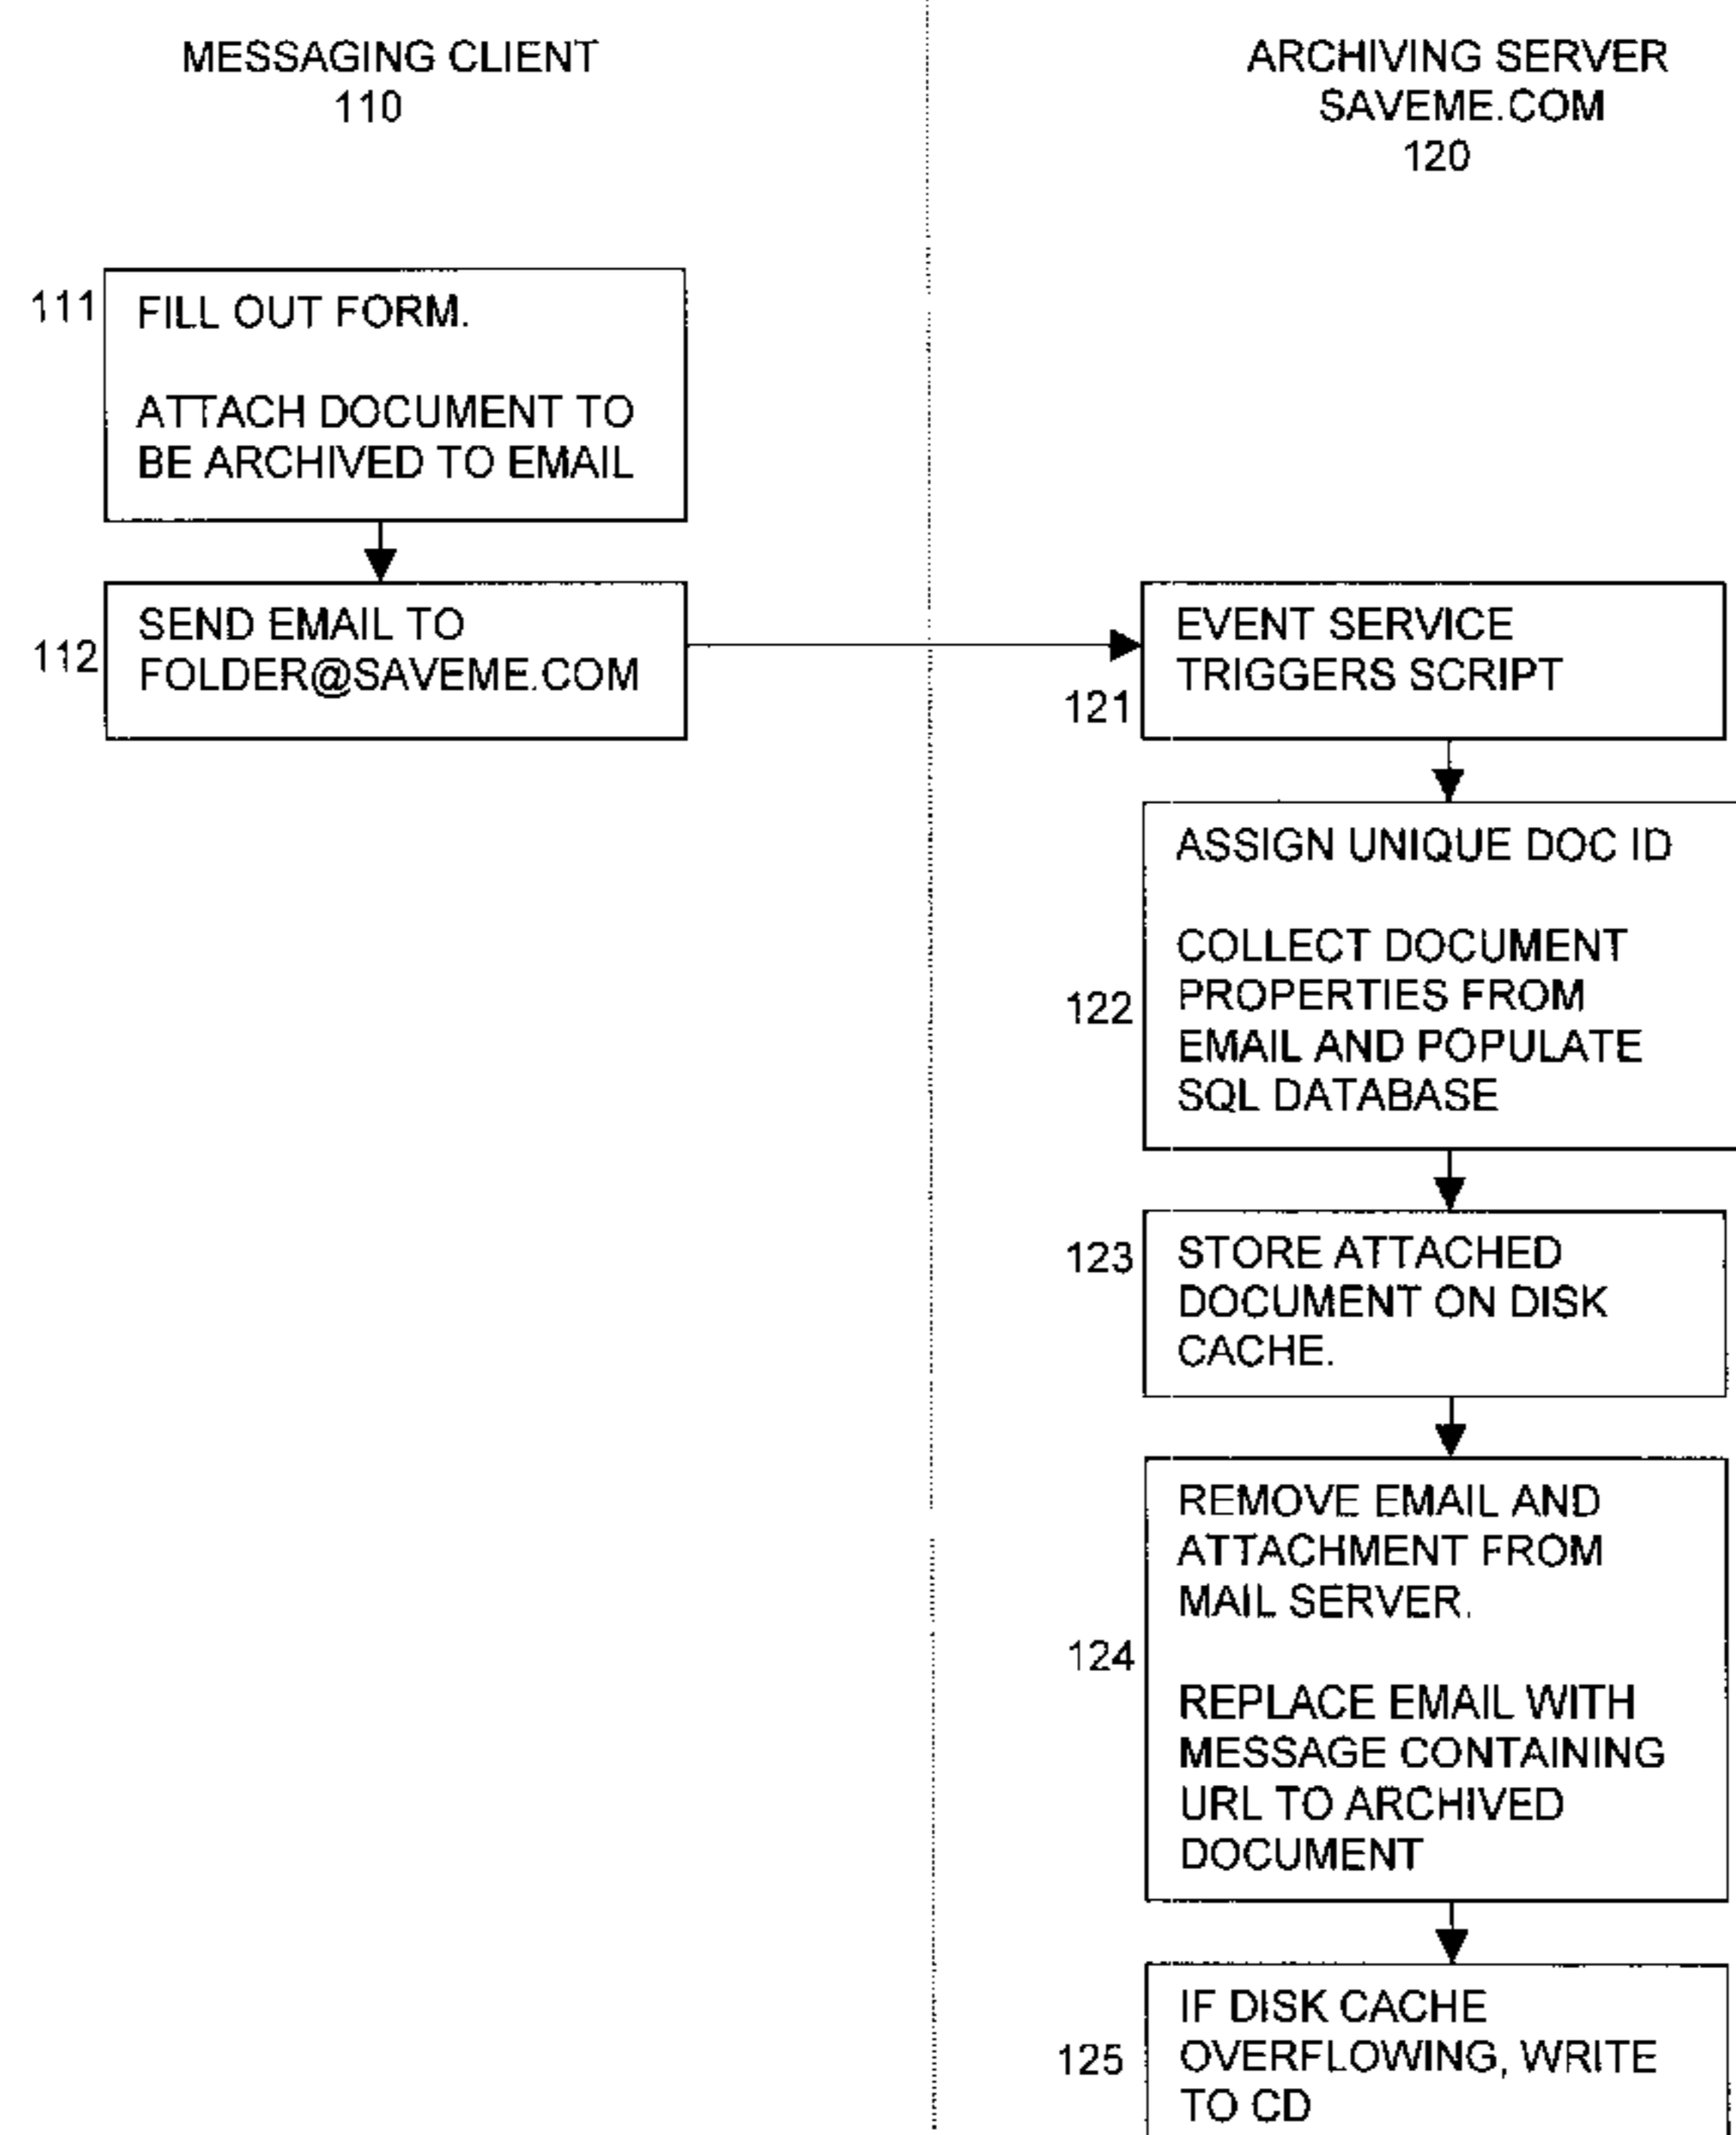 MESSAGING CLIENT
110
ARCHIVING SERVER
SAVEME.COM
120
111
FILL OUT FORM.
ATTACH DOCUMENT TO
BE ARCHIVED TO EMAIL
112
SEND EMAIL TO
FOLDER@SAVEME.COM
EVENT SERVICE
TRIGGERS SCRIPT
121
ASSIGN UNIQUE DOC ID
COLLECT DOCUMENT
PROPERTIES FROM
EMAIL AND POPULATE
SQL DATABASE
122
123
STORE ATTACHED
DOCUMENT ON DISK
CACHE.
REMOVE EMAIL AND
ATTACHMENT FROM
MAIL SERVER.
124
REPLACE EMAIL WITH
MESSAGE CONTAINING
URL TO ARCHIVED
DOCUMENT
125
IF DISK CACHE
OVERFLOWING, WRITE
TO CD